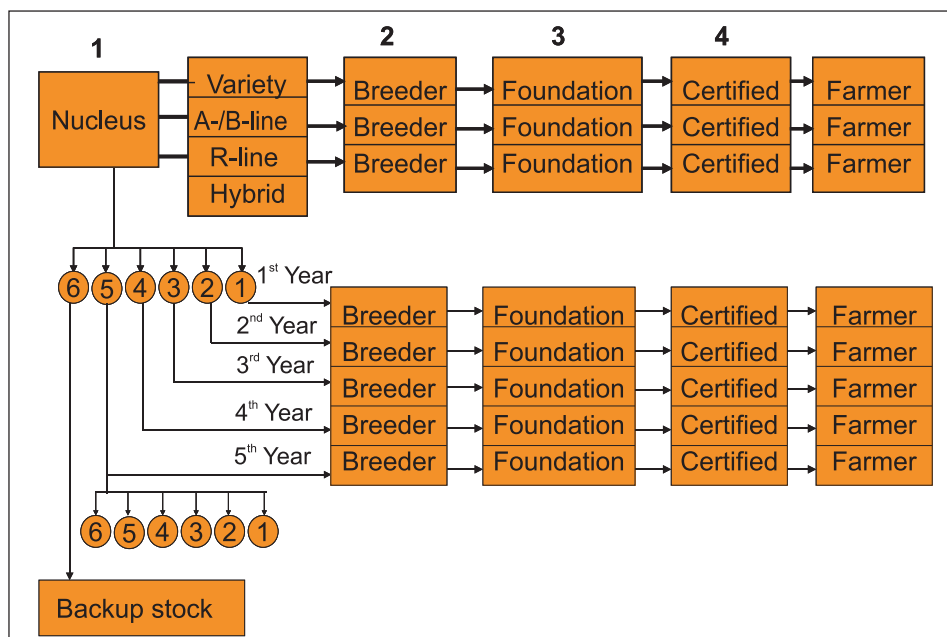 1
2
3
4
Nucleus
Variety
A-/B-line
R-line
Hybrid
Breeder
Breeder
Breeder
Foundation
Foundation
Foundation
Certified
Certified
Certified
Farmer
Farmer
Farmer
6 5 4 3 2 1
1st Year
2nd Year
3rd Year
4th Year
5th Year
Breeder
Breeder
Breeder
Breeder
Breeder
Foundation
Foundation
Foundation
Foundation
Foundation
Certified
Certified
Certified
Certified
Certified
Farmer
Farmer
Farmer
Farmer
Farmer
6 5 4 3 2 1
Backup stock